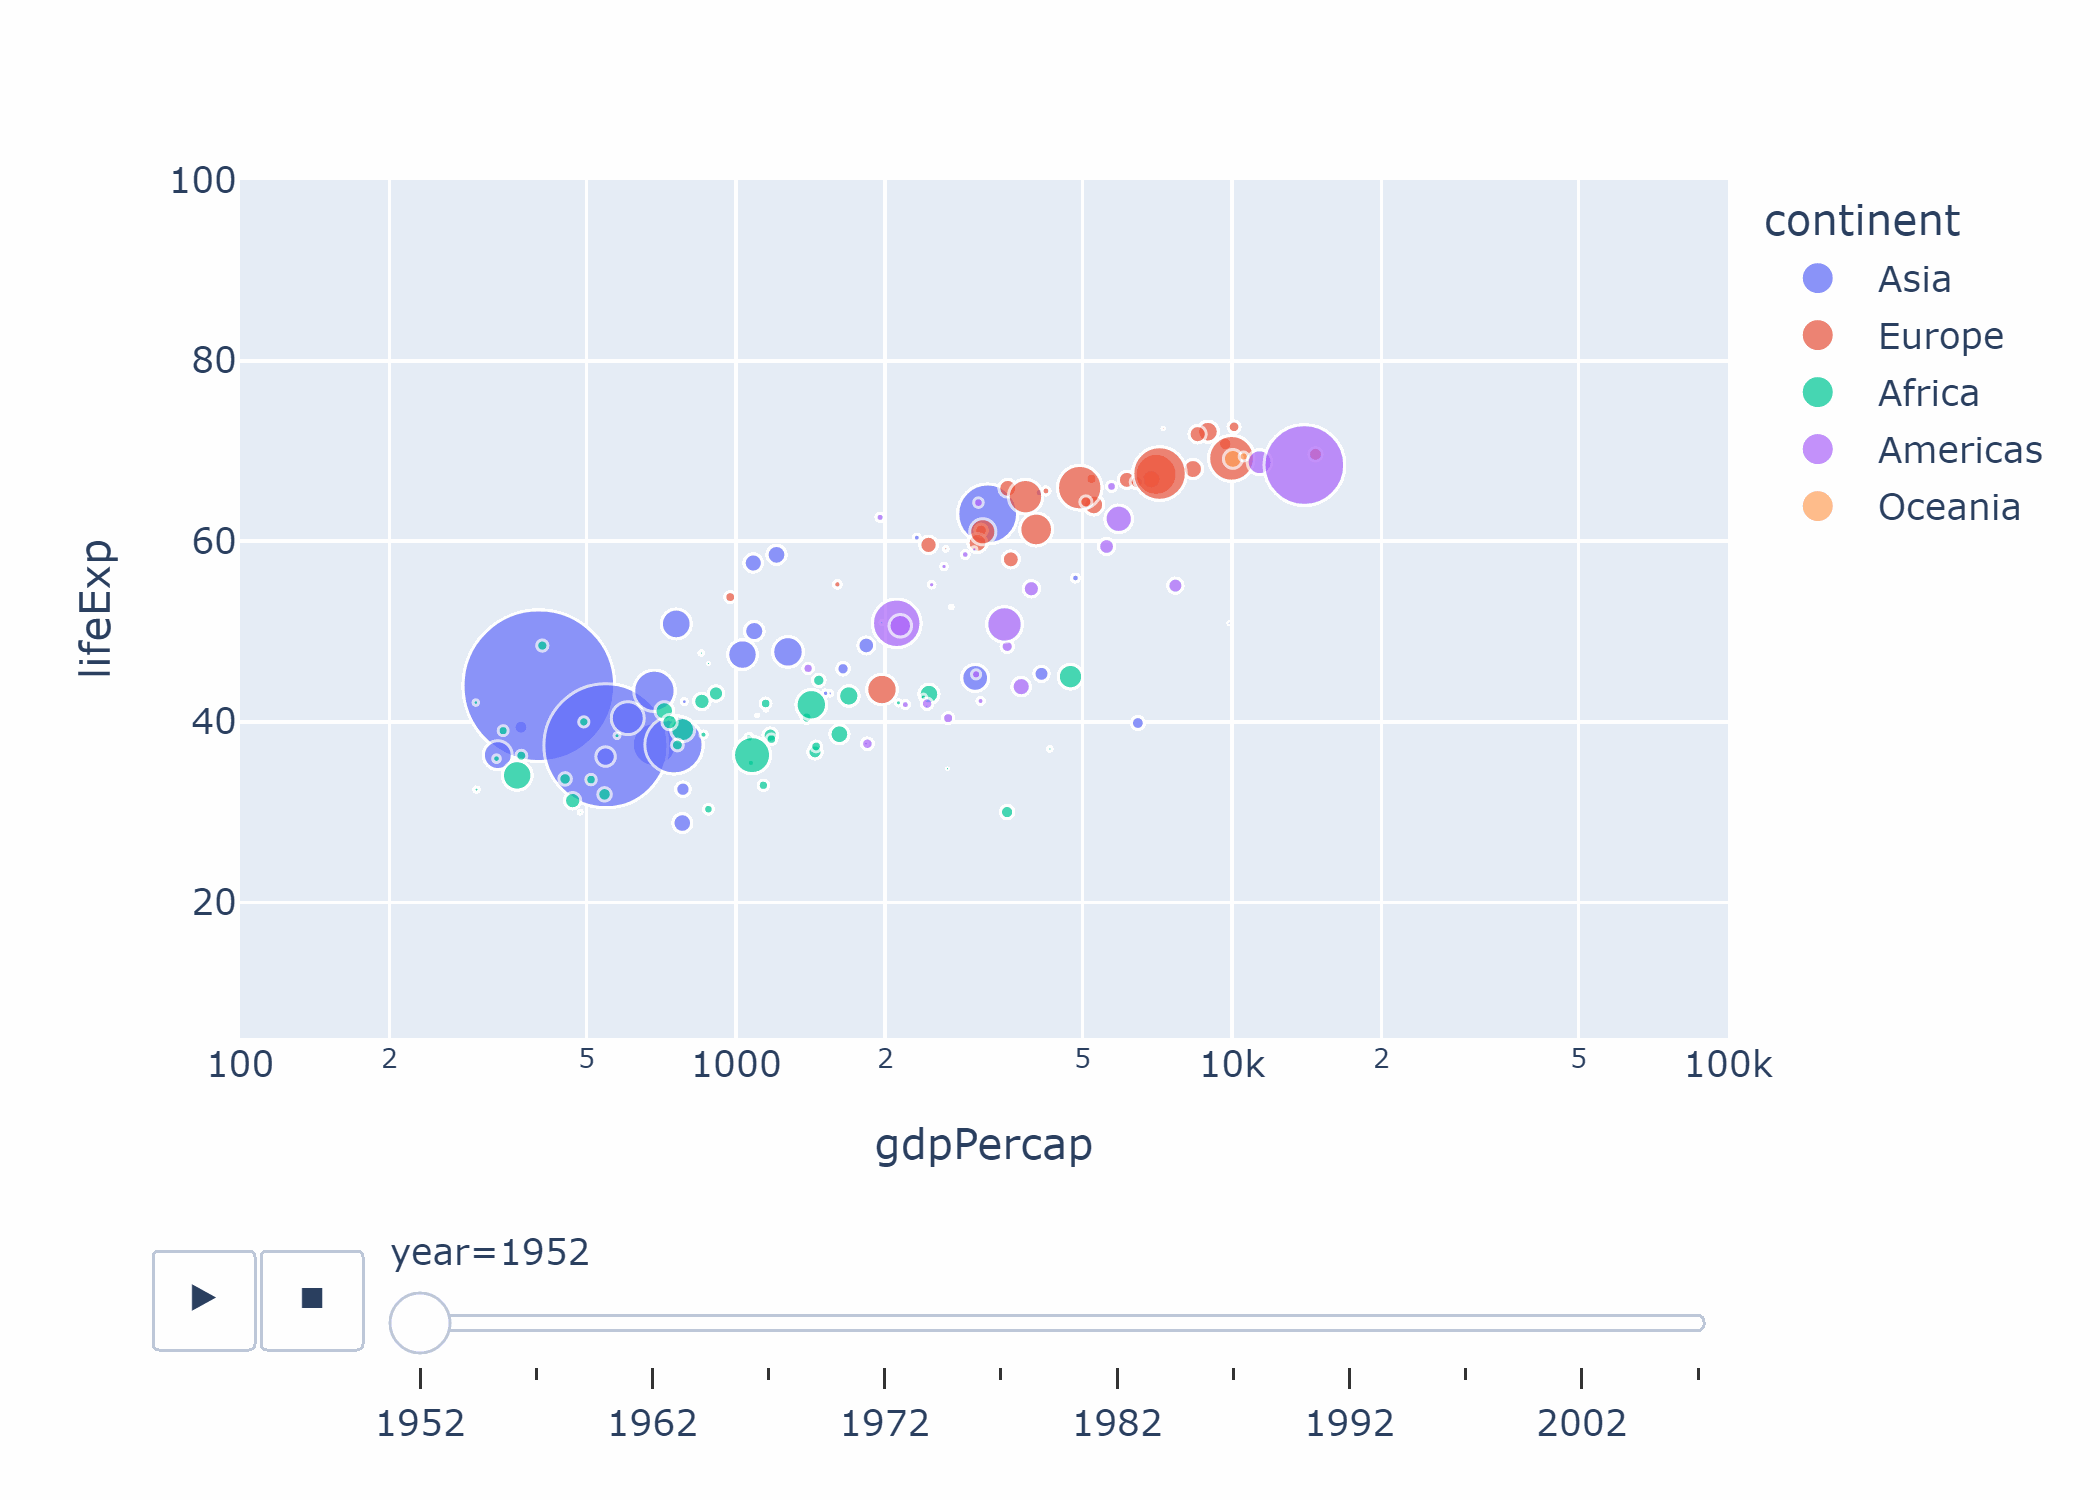 100
80
60
40
20
lifeExp
100 2 5 1000 2 5 10k 2 5 100k
gdpPercap
continent
Asia
Europe
Africa
Americas
Oceania
year=1952
1952 1962 1972 1982 1992 2002